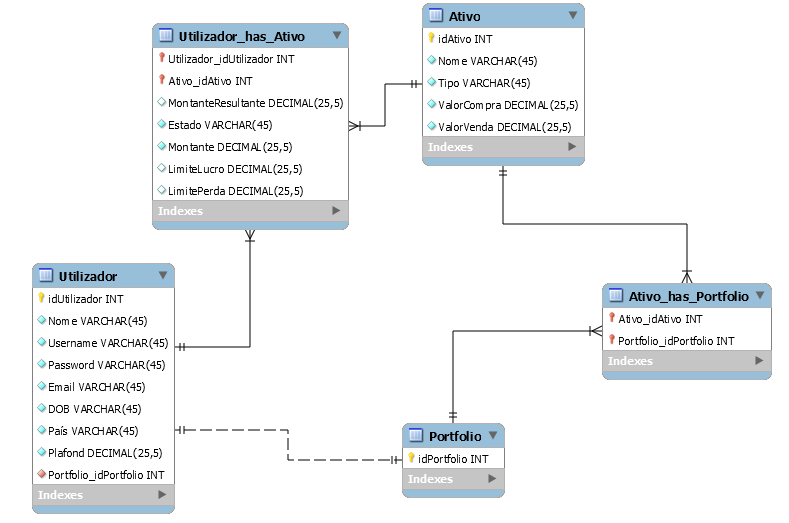 Utilizador_has_Ativo
Utilizador_idUtilizador INT
Ativo_idAtivo INT
MontanteResultante DECIMAL(25,5)
Estado VARCHAR(45)
Montante DECIMAL(25,5)
LimiteLucro DECIMAL(25,5)
LimitePerda DECIMAL(25,5)
Indexes
Ativo
idAtivo INT
Nome VARCHAR(45)
Tipo VARCHAR(45)
ValorCompra DECIMAL(25,5)
ValorVenda DECIMAL(25,5)
Indexes
Utilizador
idUtilizador INT
Nome VARCHAR(45)
Username VARCHAR(45)
Password VARCHAR(45)
Email VARCHAR(45)
DOB VARCHAR(45)
País VARCHAR(45)
Plafond DECIMAL(25,5)
Portfolio_idPortfolio INT
Indexes
Ativo_has_Portfolio
Ativo_idAtivo INT
Portfolio_idPortfolio INT
Indexes
Portfolio
idPortfolio INT
Indexes